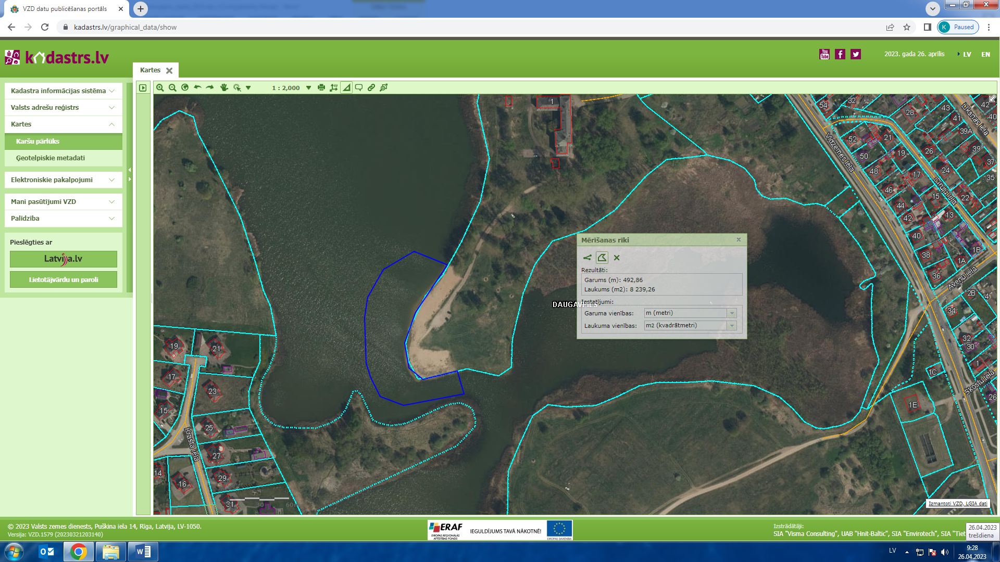 VZD datu publicēšanas portāls
kadastrs.lv/graphical_data/show
K Paused
kadastrs.lv
You Tube
2023. gada 26. aprīlis
LV
EN
Kartes
Kadastra informācijas sistēma
Valsts adrešu reģistrs
Kartes
Karšu pārlūks
Ģeotelpiskie metadati
Elektroniskie pakalpojumi
Mani pasūtījumi VZD
Palīdzība
Pieslēgties ar
Latvija.lv
Lietotājvārdu un paroli
1 : 2,000
1
54
32
28
43
41
42
40
Līksnas iela
39A
52
21
50
19
26
39
37
Vidzemes iela
48
17
24
35
46
15
Cīruļu iela
22
44
42
13
40
38
1B
1A
36
Aveņu iela
2B
4
34
32
30
1
1C
Skostu iela
26
1E
Mērīšanas rīki
Rezultāti:
Garums (m): 492,86
Laukums (m2): 8 239,26
DAUGAVPILS
Iestatījumi:
Garuma vienības: m (metri)
Laukuma vienības: m2 (kvadrātmetri)
19
21
17
23
15
25
Krasta iela
27
14
29
16
31
30
Izmantoti VZD, LGIA dati
© 2023 Valsts zemes dienests, Puškina iela 14, Rīga, Latvija, LV-1050.
Versija: VZD.1579 (20230321203140)
ERAF
EIROPAS REĢIONĀLĀS
ATTĪSTĪBAS FONDS
IEGULDĪJUMS TAVĀ NĀKOTNĒ!
EIROPAS SAVIENĪBA
Izstrādātāji:
SIA "Visma Consulting", UAB "Hnit-Baltic", SIA "Envirotech", SIA "Tiet
26.04.2023
trešdiena
LV
9:28
26.04.2023